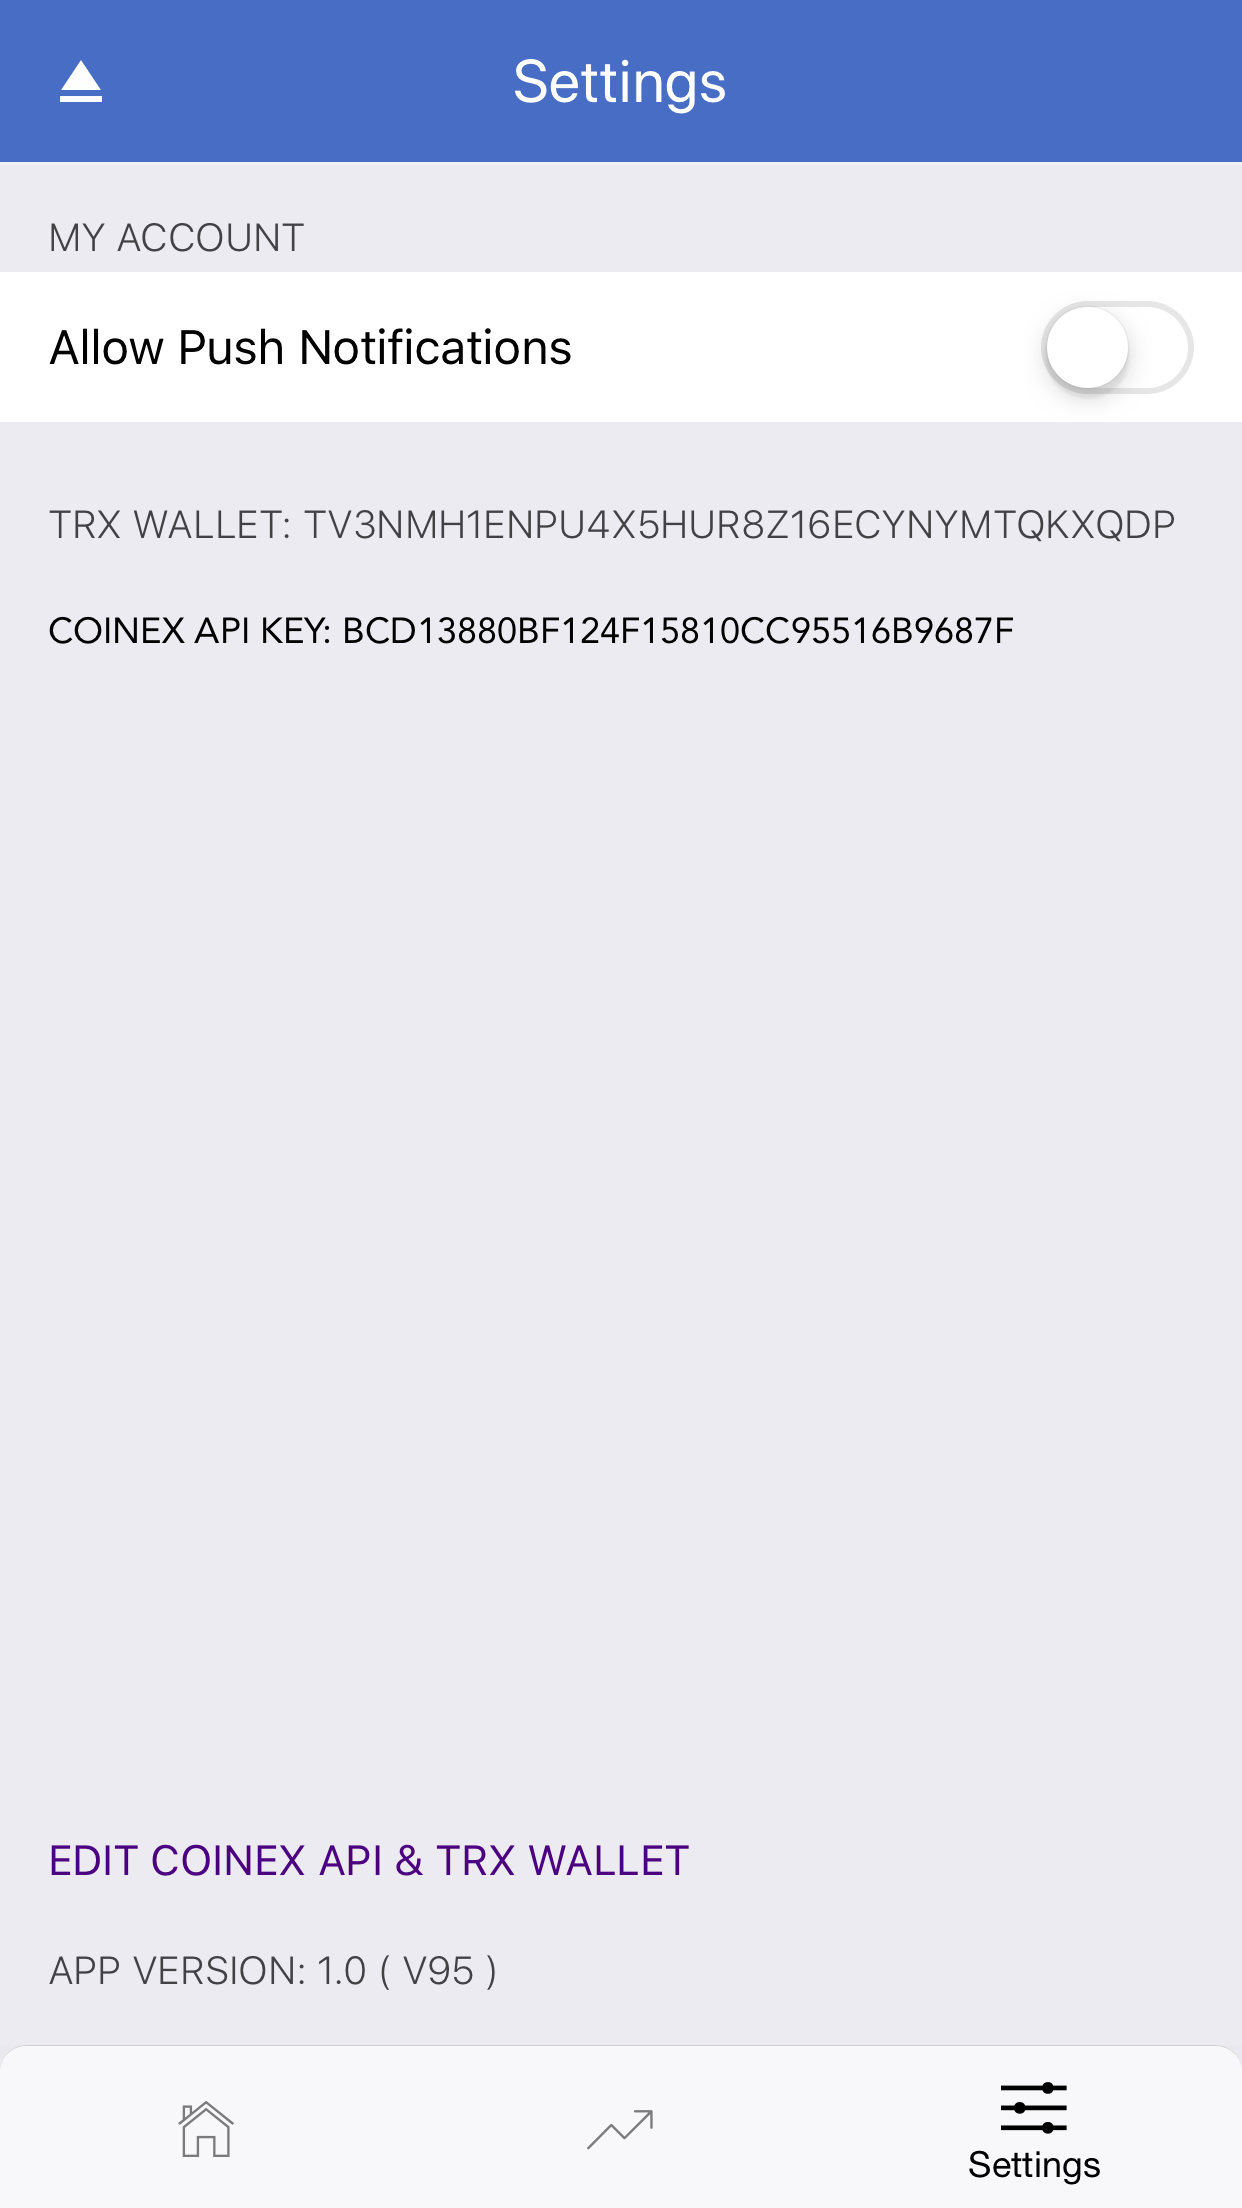 Settings
MY ACCOUNT
Allow Push Notifications
TRX WALLET: TV3NMH1ENPU4X5HUR8Z16ECYNYMTQKXQDP
COINEX API KEY: BCD13880BF124F15810CC95516B9687F
EDIT COINEX API & TRX WALLET
APP VERSION: 1.0 ( V95 )
Settings